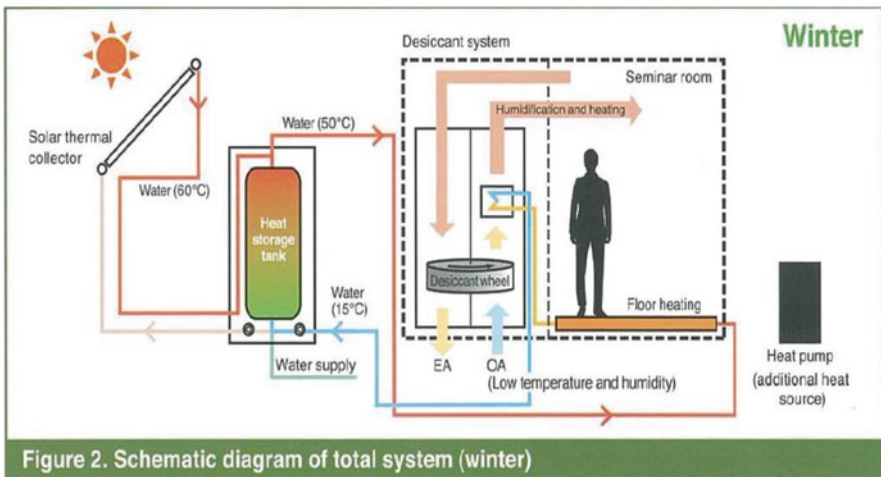 Winter
Desiccant system
Seminar room
Humidification and heating
Solar thermal
collector
Water (50°C)
Water (60°C)
Heat
storage
tank
Water
(15°C)
Water supply
Desiccant wheel
EA
OA
(Low temperature and humidity)
Floor heating
Heat pump
(additional heat
source)
Figure 2. Schematic diagram of total system (winter)